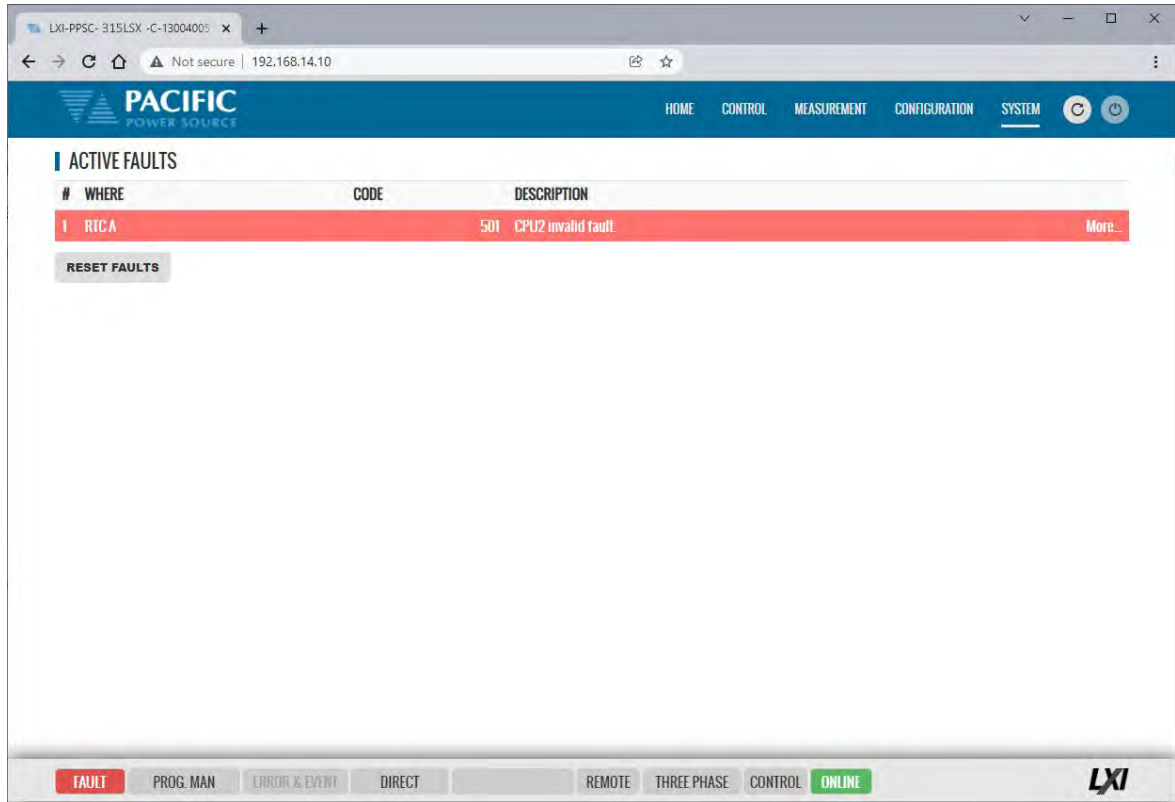 LXI-PPSC- 315LSX -C-13004005
Not secure | 192.168.14.10
PACIFIC
POWER SOURCE
HOME CONTROL MEASUREMENT CONFIGURATION SYSTEM
ACTIVE FAULTS
# WHERE CODE DESCRIPTION
1 RTC A 501 CPU2 invalid fault. More...
RESET FAULTS
FAULT PROG. MAN ERROR & EVENT DIRECT REMOTE THREE PHASE CONTROL ONLINE LXI